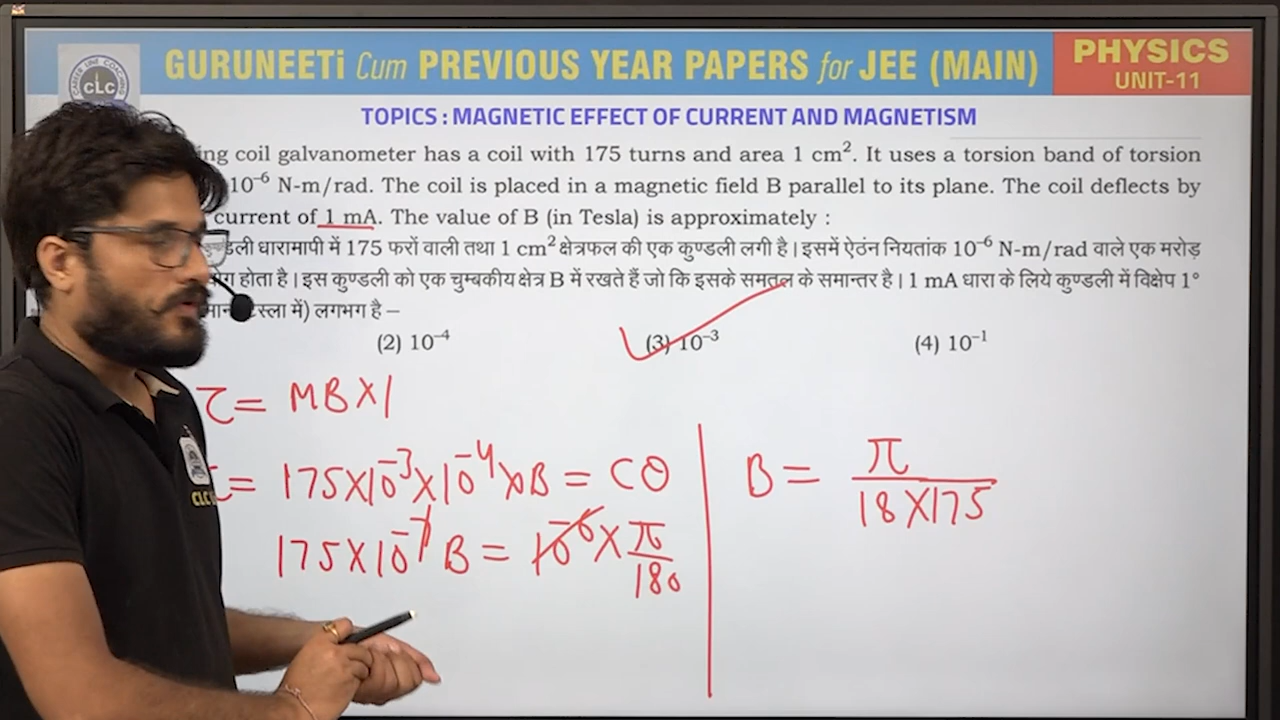 GURUNEETi Cum PREVIOUS YEAR PAPERS for JEE (MAIN)
PHYSICS
UNIT-11
CLC
TOPICS : MAGNETIC EFFECT OF CURRENT AND MAGNETISM
ing coil galvanometer has a coil with 175 turns and area 1 cm². It uses a torsion band of torsion
10⁻⁶ N-m/rad. The coil is placed in a magnetic field B parallel to its plane. The coil deflects by
current of 1 mA. The value of B (in Tesla) is approximately :
धारामापी में 175 फरों वाली तथा 1 cm² क्षेत्रफल की एक कुण्डली लगी है। इसमें ऐठंन नियतांक 10⁻⁶ N-m/rad वाले एक मरोड़
होता है। इस कुण्डली को एक चुम्बकीय क्षेत्र B में रखते हैं जो कि इसके समतल के समान्तर है। 1 mA धारा के लिये कुण्डली में विक्षेप 1°
में) लगभग है –
(2) 10⁻⁴ (3) 10⁻³ (4) 10⁻¹
τ = MB×1
= 175×10⁻³×10⁻⁴×B = Cθ
175×10⁻⁷ B = 10⁻⁶ × π/180
B = π/18×175
CLC